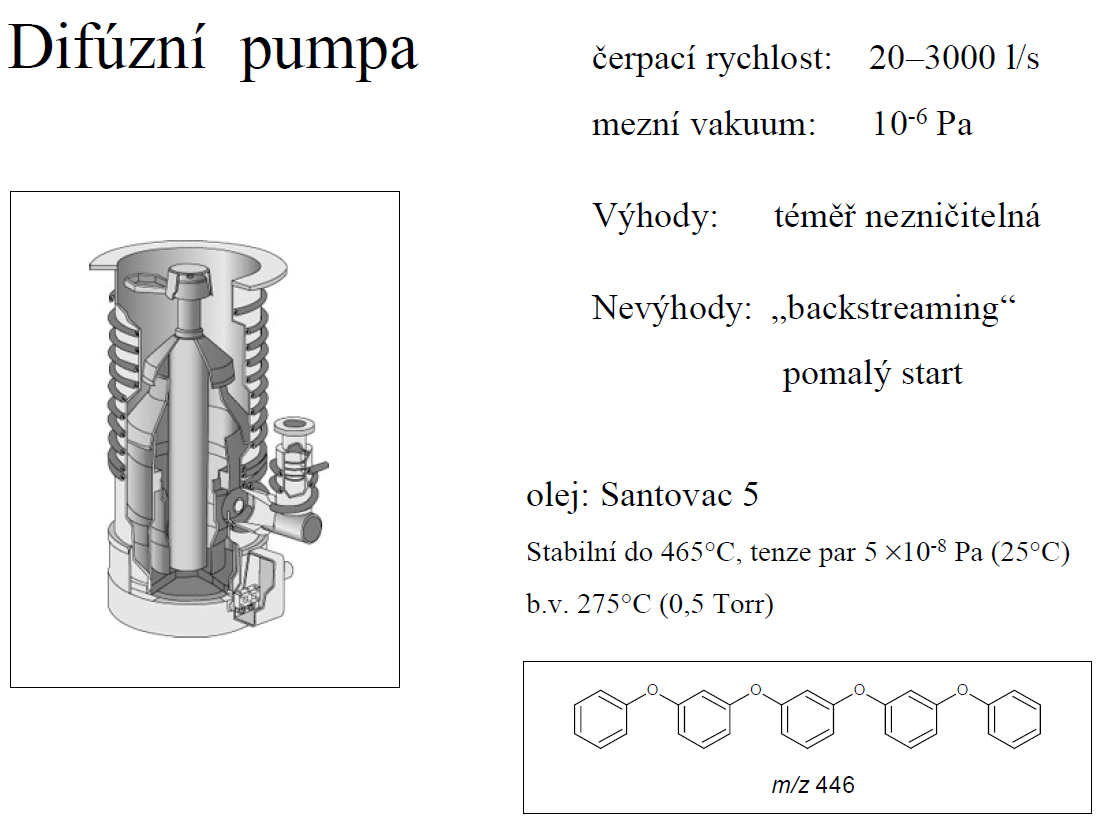 Difúzní pumpa
čerpací rychlost: 20–3000 l/s
mezní vakuum: 10⁻⁶ Pa
Výhody: téměř nezničitelná
Nevýhody: „backstreaming“
pomalý start
olej: Santovac 5
Stabilní do 465°C, tenze par 5 ×10⁻⁸ Pa (25°C)
b.v. 275°C (0,5 Torr)
O O O O
m/z 446